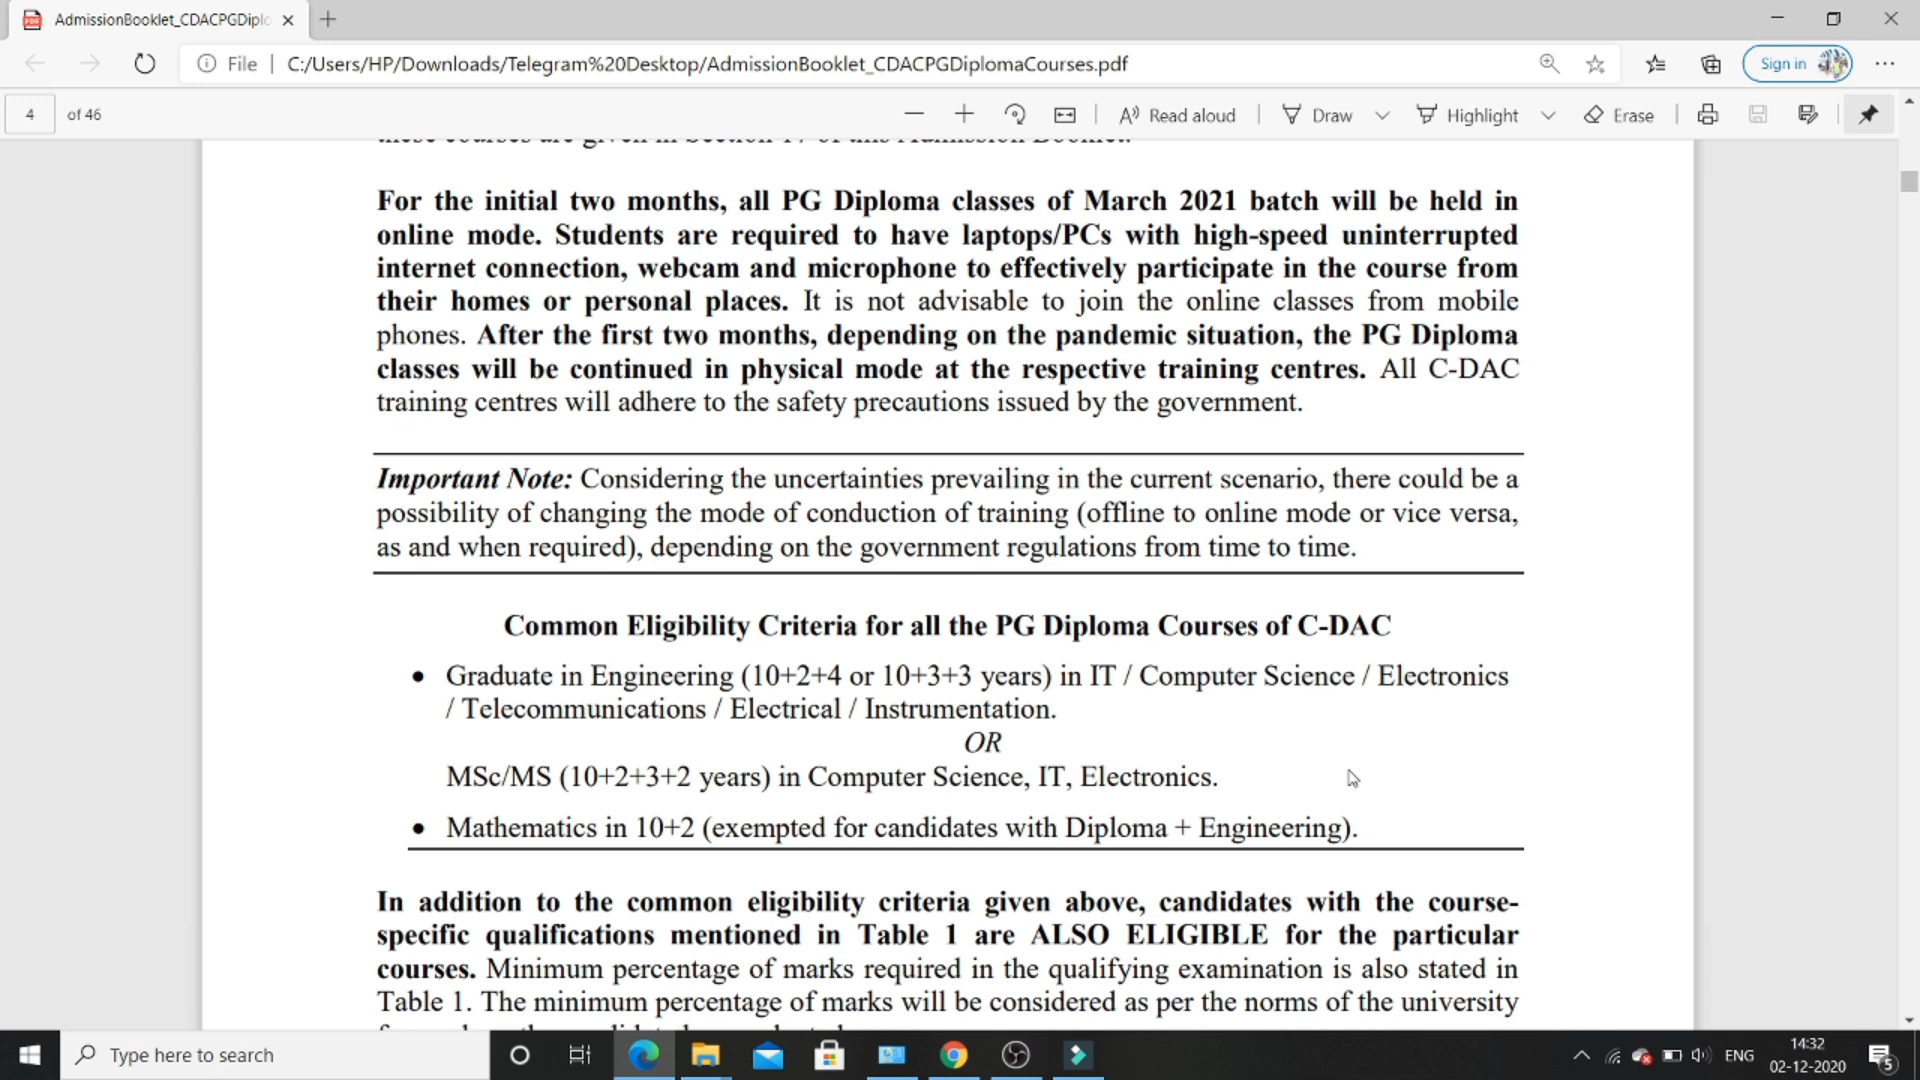 AdmissionBooklet_CDACPGDiplo
File
C:/Users/HP/Downloads/Telegram%20Desktop/AdmissionBooklet_CDACPGDiplomaCourses.pdf
Sign in
4 of 46
Read aloud
Draw
Highlight
Erase
these courses are given in Section 17 of this Admission Booklet.
For the initial two months, all PG Diploma classes of March 2021 batch will be held in
online mode. Students are required to have laptops/PCs with high-speed uninterrupted
internet connection, webcam and microphone to effectively participate in the course from
their homes or personal places. It is not advisable to join the online classes from mobile
phones. After the first two months, depending on the pandemic situation, the PG Diploma
classes will be continued in physical mode at the respective training centres. All C-DAC
training centres will adhere to the safety precautions issued by the government.
Important Note: Considering the uncertainties prevailing in the current scenario, there could be a
possibility of changing the mode of conduction of training (offline to online mode or vice versa,
as and when required), depending on the government regulations from time to time.
Common Eligibility Criteria for all the PG Diploma Courses of C-DAC
• Graduate in Engineering (10+2+4 or 10+3+3 years) in IT / Computer Science / Electronics
/ Telecommunications / Electrical / Instrumentation.
OR
MSc/MS (10+2+3+2 years) in Computer Science, IT, Electronics.
• Mathematics in 10+2 (exempted for candidates with Diploma + Engineering).
In addition to the common eligibility criteria given above, candidates with the course-
specific qualifications mentioned in Table 1 are ALSO ELIGIBLE for the particular
courses. Minimum percentage of marks required in the qualifying examination is also stated in
Table 1. The minimum percentage of marks will be considered as per the norms of the university
Type here to search
ENG
14:32
02-12-2020
5